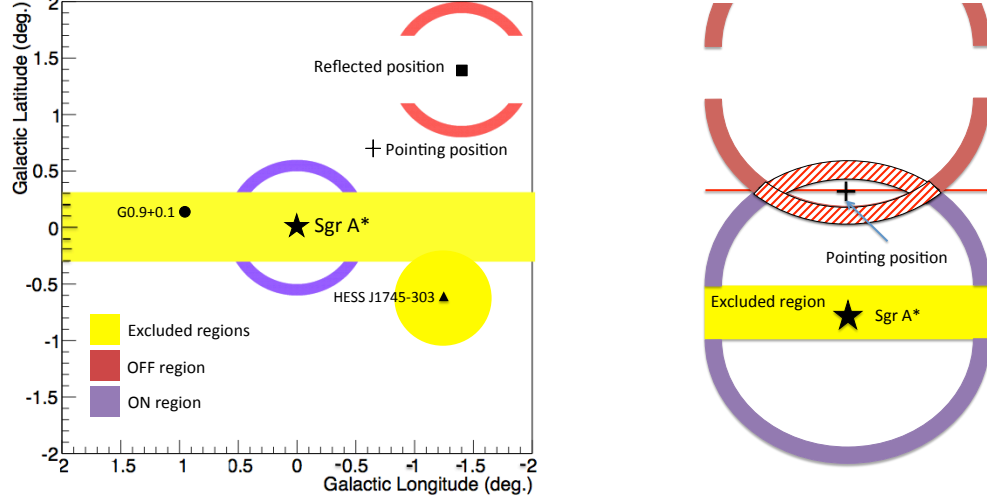 Galactic Latitude (deg.)
2
1.5
1
0.5
0
-0.5
-1
-1.5
-2
Reflected position
Pointing position
G0.9+0.1
Sgr A*
HESS J1745-303
Excluded regions
OFF region
ON region
2
1.5
1
0.5
0
-0.5
-1
-1.5
-2
Galactic Longitude (deg.)
Pointing position
Excluded region
Sgr A*